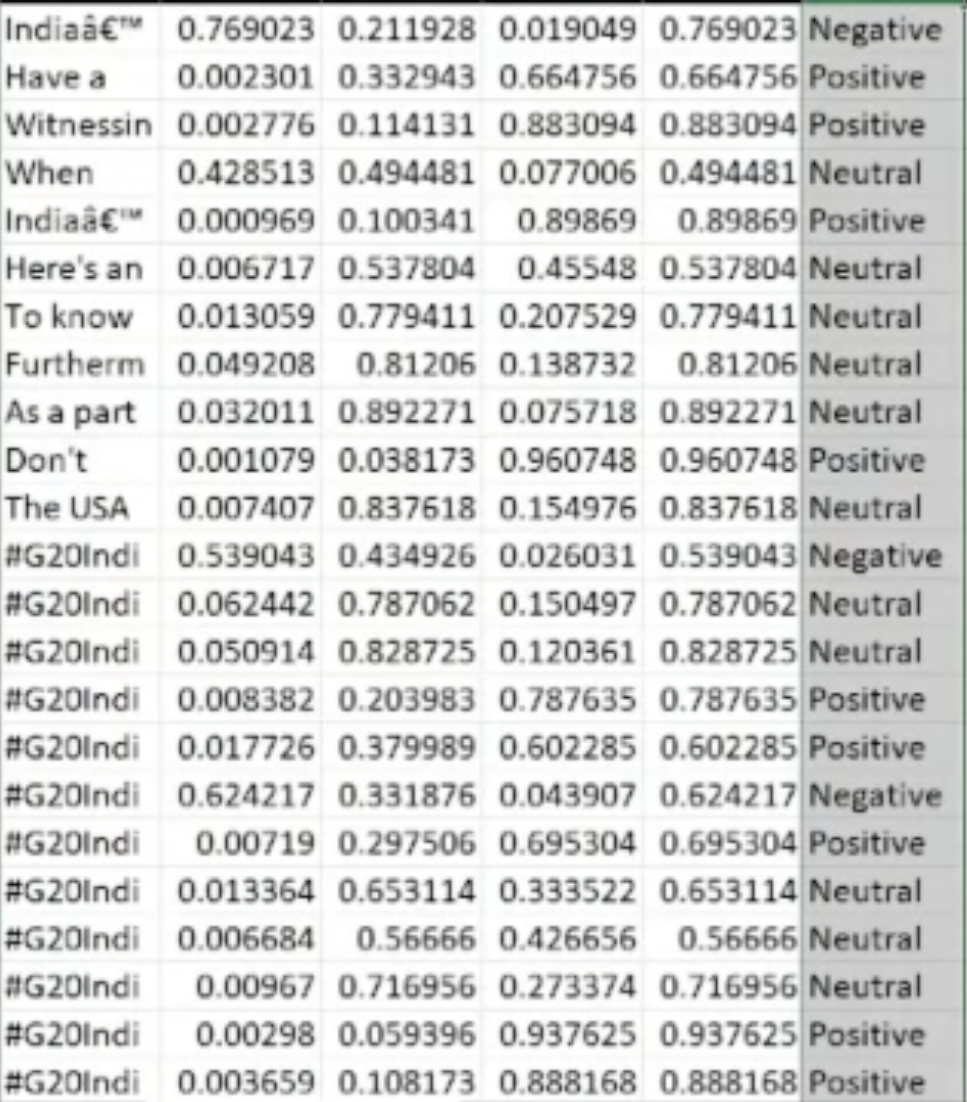 Indiaâ€™ 0.769023 0.211928 0.019049 0.769023 Negative
Have a 0.002301 0.332943 0.664756 0.664756 Positive
Witnessin 0.002776 0.114131 0.883094 0.883094 Positive
When 0.428513 0.494481 0.077006 0.494481 Neutral
Indiaâ€™ 0.000969 0.100341 0.89869 0.89869 Positive
Here's an 0.006717 0.537804 0.45548 0.537804 Neutral
To know 0.013059 0.779411 0.207529 0.779411 Neutral
Furtherm 0.049208 0.81206 0.138732 0.81206 Neutral
As a part 0.032011 0.892271 0.075718 0.892271 Neutral
Don't 0.001079 0.038173 0.960748 0.960748 Positive
The USA 0.007407 0.837618 0.154976 0.837618 Neutral
#G20Indi 0.539043 0.434926 0.026031 0.539043 Negative
#G20Indi 0.062442 0.787062 0.150497 0.787062 Neutral
#G20Indi 0.050914 0.828725 0.120361 0.828725 Neutral
#G20Indi 0.008382 0.203983 0.787635 0.787635 Positive
#G20Indi 0.017726 0.379989 0.602285 0.602285 Positive
#G20Indi 0.624217 0.331876 0.043907 0.624217 Negative
#G20Indi 0.00719 0.297506 0.695304 0.695304 Positive
#G20Indi 0.013364 0.653114 0.333522 0.653114 Neutral
#G20Indi 0.006684 0.56666 0.426656 0.56666 Neutral
#G20Indi 0.00967 0.716956 0.273374 0.716956 Neutral
#G20Indi 0.00298 0.059396 0.937625 0.937625 Positive
#G20Indi 0.003659 0.108173 0.888168 0.888168 Positive